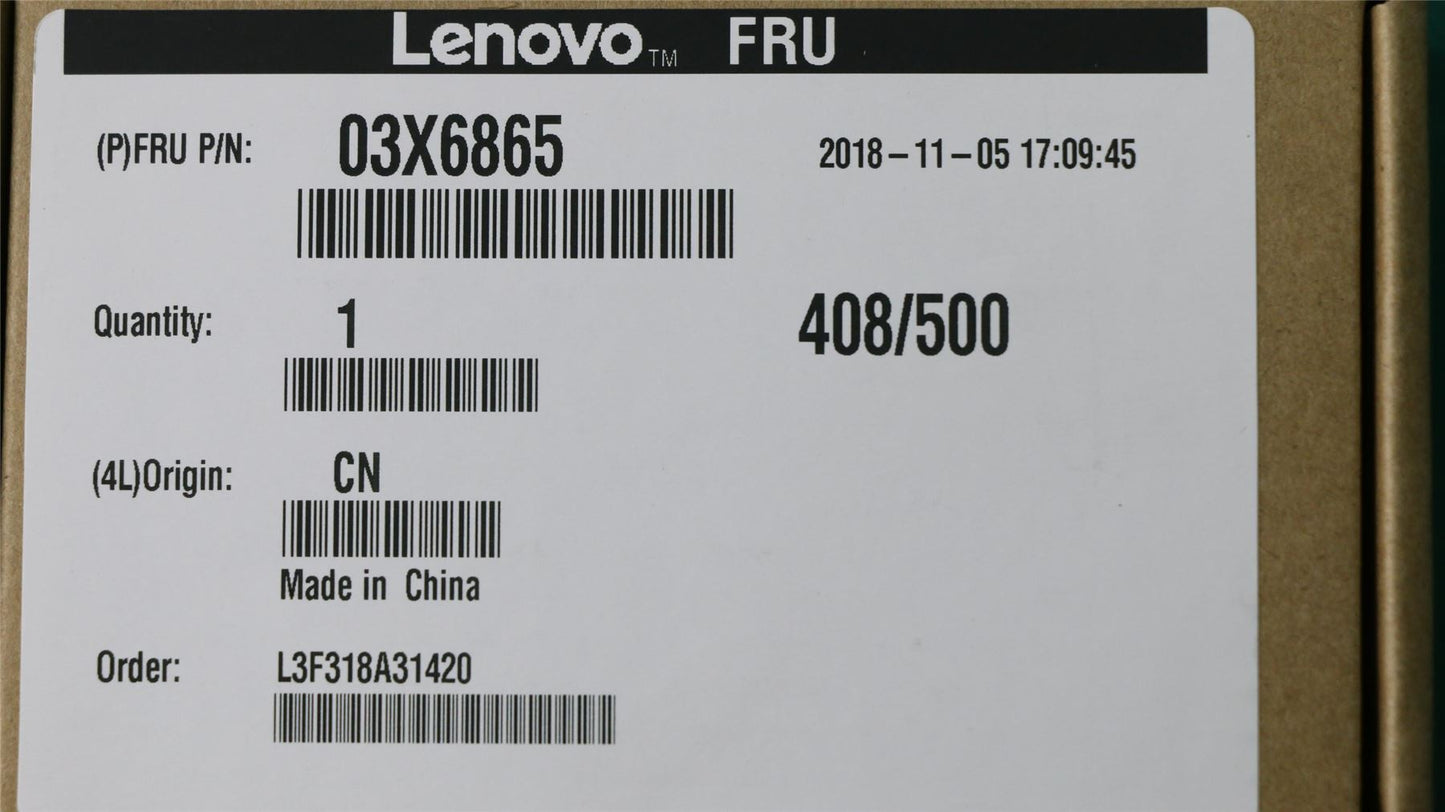 Lenovo™ FRU
(P)FRU P/N: 03X6865 2018-11-05 17:09:45
Quantity: 1 408/500
(4L)Origin: CN
Made in China
Order: L3F318A31420